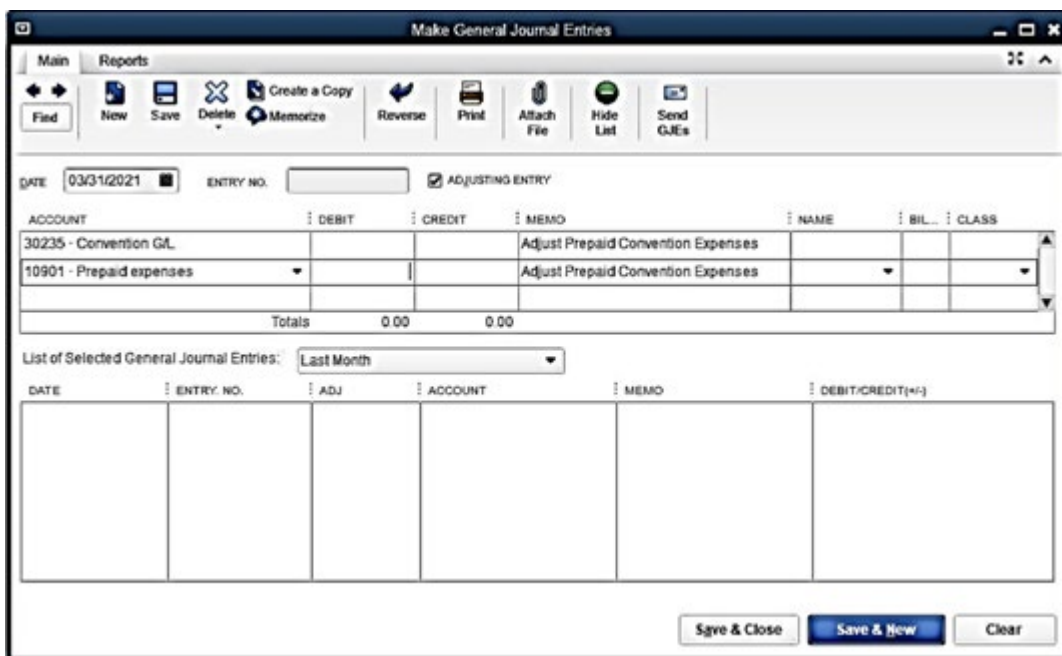 Make General Journal Entries
Main Reports
Find New Save Delete Create a Copy Memorize Reverse Print Attach File Hide List Send GJEs
DATE 03/31/2021 ENTRY NO. ADJUSTING ENTRY
ACCOUNT DEBIT CREDIT MEMO NAME BIL... CLASS
30235 - Convention G/L Adjust Prepaid Convention Expenses
10901 - Prepaid expenses Adjust Prepaid Convention Expenses
Totals 0.00 0.00
List of Selected General Journal Entries: Last Month
DATE ENTRY. NO. ADJ ACCOUNT MEMO DEBIT/CREDIT(+/-)
Save & Close Save & New Clear